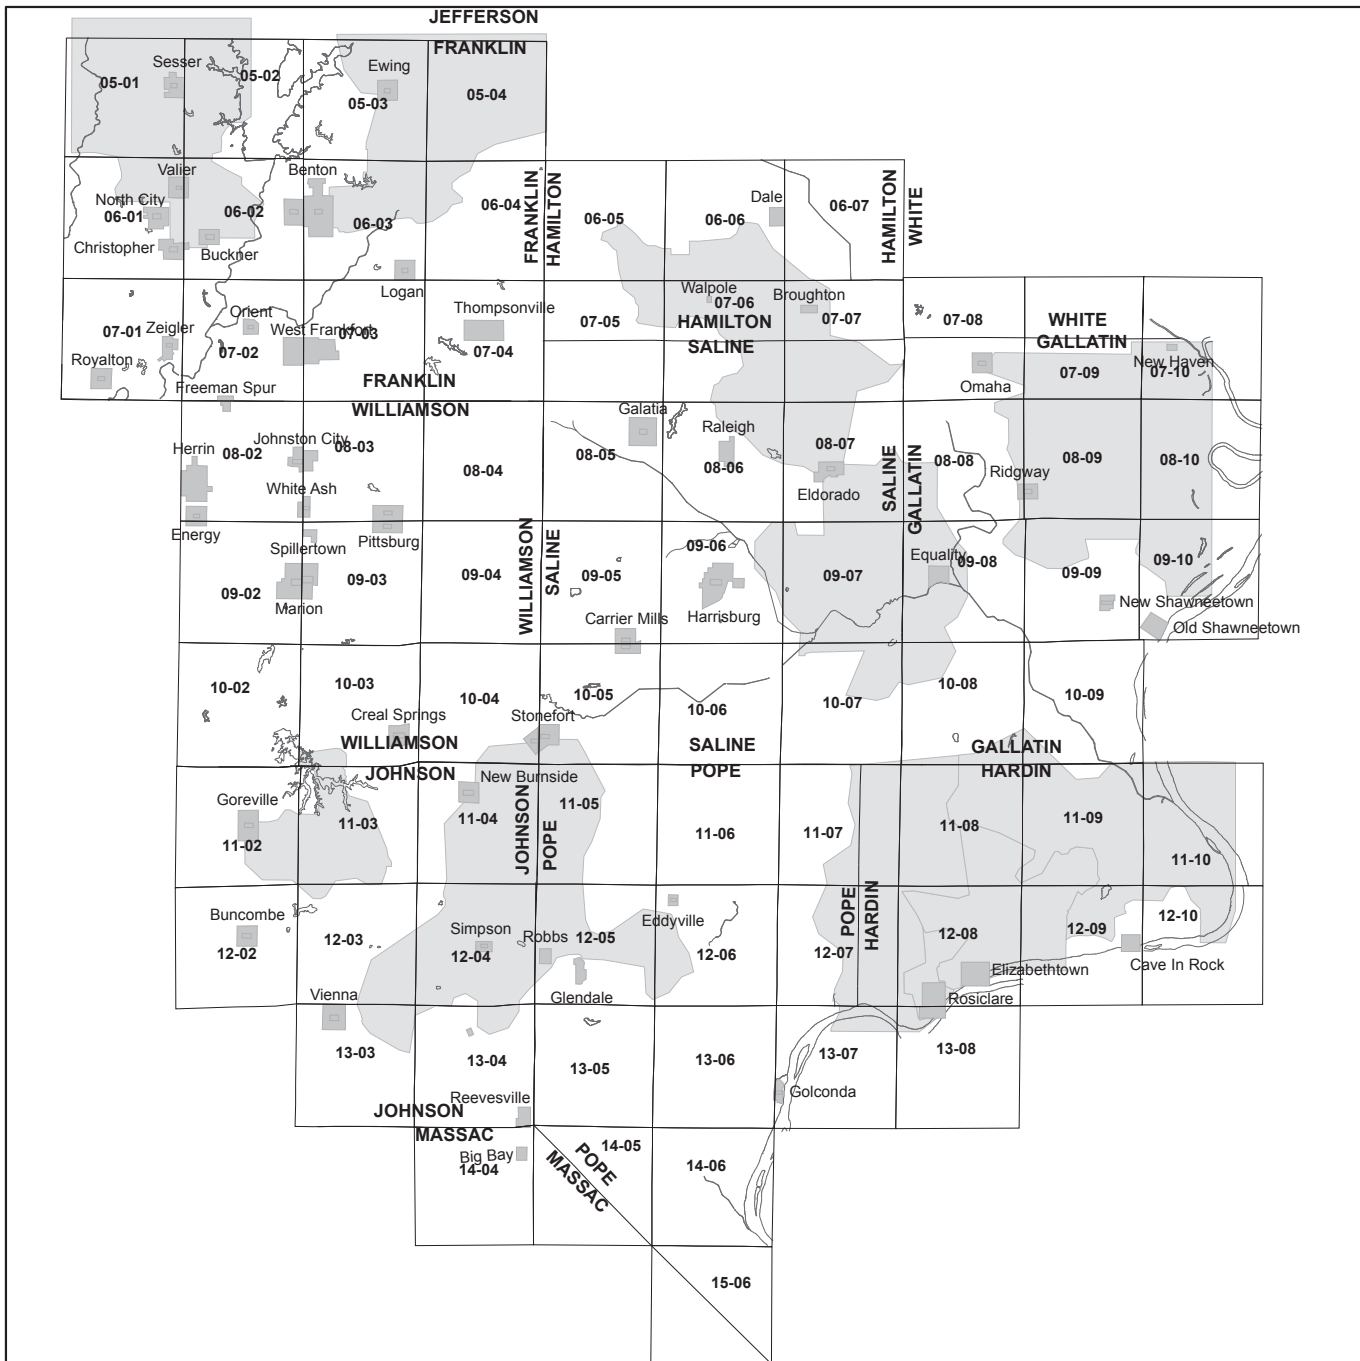 JEFFERSON
FRANKLIN
Sesser
05-01
05-02
Ewing
05-03
05-04
Valier
Benton
North City
06-01
06-02
06-03
06-04
Christopher
Buckner
FRANKLIN
HAMILTON
06-05
06-06
Dale
06-07
HAMILTON
WHITE
Logan
Walpole
07-06
Broughton
07-01
Zeigler
Orient
07-02
West Frankfort
07-03
Thompsonville
07-04
07-05
HAMILTON
SALINE
07-07
07-08
WHITE
GALLATIN
New Haven
07-10
07-09
Omaha
Royalton
Freeman Spur
FRANKLIN
WILLIAMSON
Galatia
Raleigh
Herrin
08-02
Johnston City
08-03
08-04
08-05
08-06
08-07
Eldorado
SALINE
GALLATIN
08-08
Ridgway
08-09
08-10
White Ash
Energy
Spillertown
Pittsburg
WILLIAMSON
SALINE
09-06
09-02
09-03
Marion
09-04
09-05
Harrisburg
09-07
Equality
09-08
09-09
09-10
Carrier Mills
New Shawneetown
Old Shawneetown
10-02
10-03
10-04
10-05
10-06
10-07
10-08
10-09
Creal Springs
Stonefort
WILLIAMSON
JOHNSON
SALINE
POPE
GALLATIN
HARDIN
Goreville
New Burnside
11-02
11-03
11-04
JOHNSON
POPE
11-05
11-06
11-07
11-08
11-09
11-10
Buncombe
12-02
12-03
Simpson
12-04
Robbs
12-05
Eddyville
12-06
POPE
HARDIN
12-07
12-08
12-09
12-10
Cave In Rock
Vienna
Glendale
Elizabethtown
Rosiclare
13-03
13-04
13-05
13-06
13-07
13-08
Reevesville
Golconda
JOHNSON
MASSAC
Big Bay
14-04
POPE
MASSAC
14-05
14-06
15-06